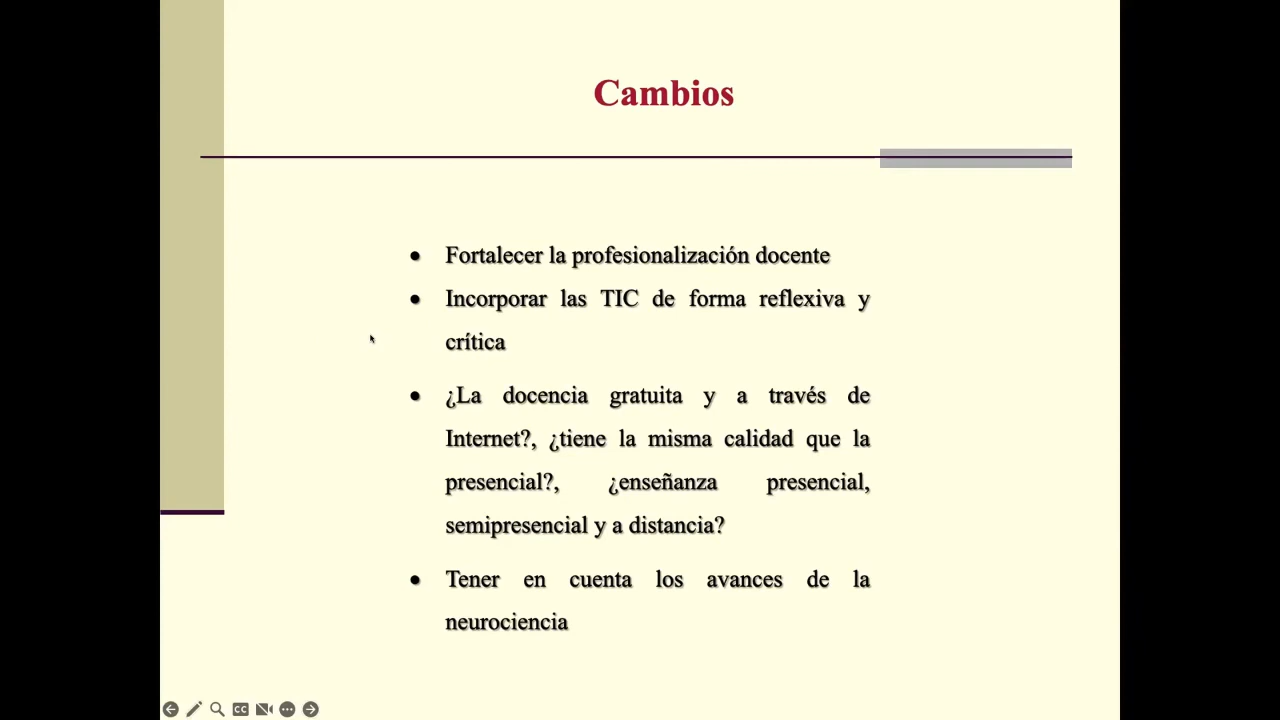 Cambios
• Fortalecer la profesionalización docente
• Incorporar las TIC de forma reflexiva y
crítica
• ¿La docencia gratuita y a través de
Internet?, ¿tiene la misma calidad que la
presencial?, ¿enseñanza presencial,
semipresencial y a distancia?
• Tener en cuenta los avances de la
neurociencia
CC